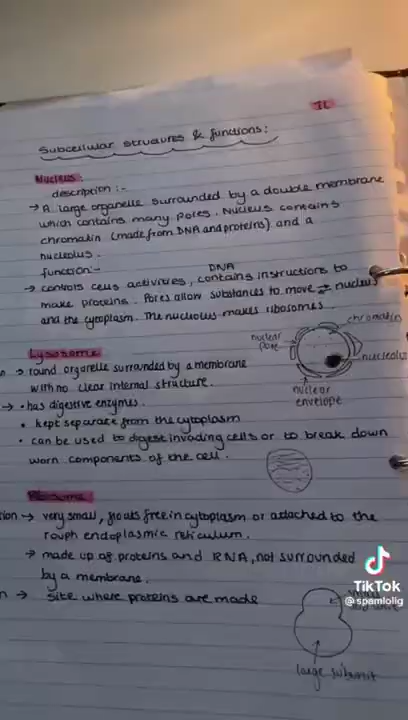 Subcellular structures & functions:
Nucleus:
description:-
→ A large organelle surrounded by a double membrane
which contains many pores. Nucleus contains
chromatin (made from DNA and proteins) and a
nucleolus.
function:-
DNA
→ controls cells activities, contains instructions to
make proteins. Pores allow substances to move ⇄ nucleus
and the cytoplasm. The nucleolus makes ribosomes.
chromatin
nuclear
pore
nucleolus
nuclear
envelope
Lysosome
→ round organelle surrounded by a membrane
with no clear internal structure.
→ • has digestive enzymes.
• kept separate from the cytoplasm
• can be used to digest invading cells or to break down
worn components of the cell.
Ribosome
→ very small, floats free in cytoplasm or attached to the
rough endoplasmic reticulum.
→ made up of proteins and RNA, not surrounded
by a membrane.
→ site where proteins are made
large subunit
TikTok
@spamlolig